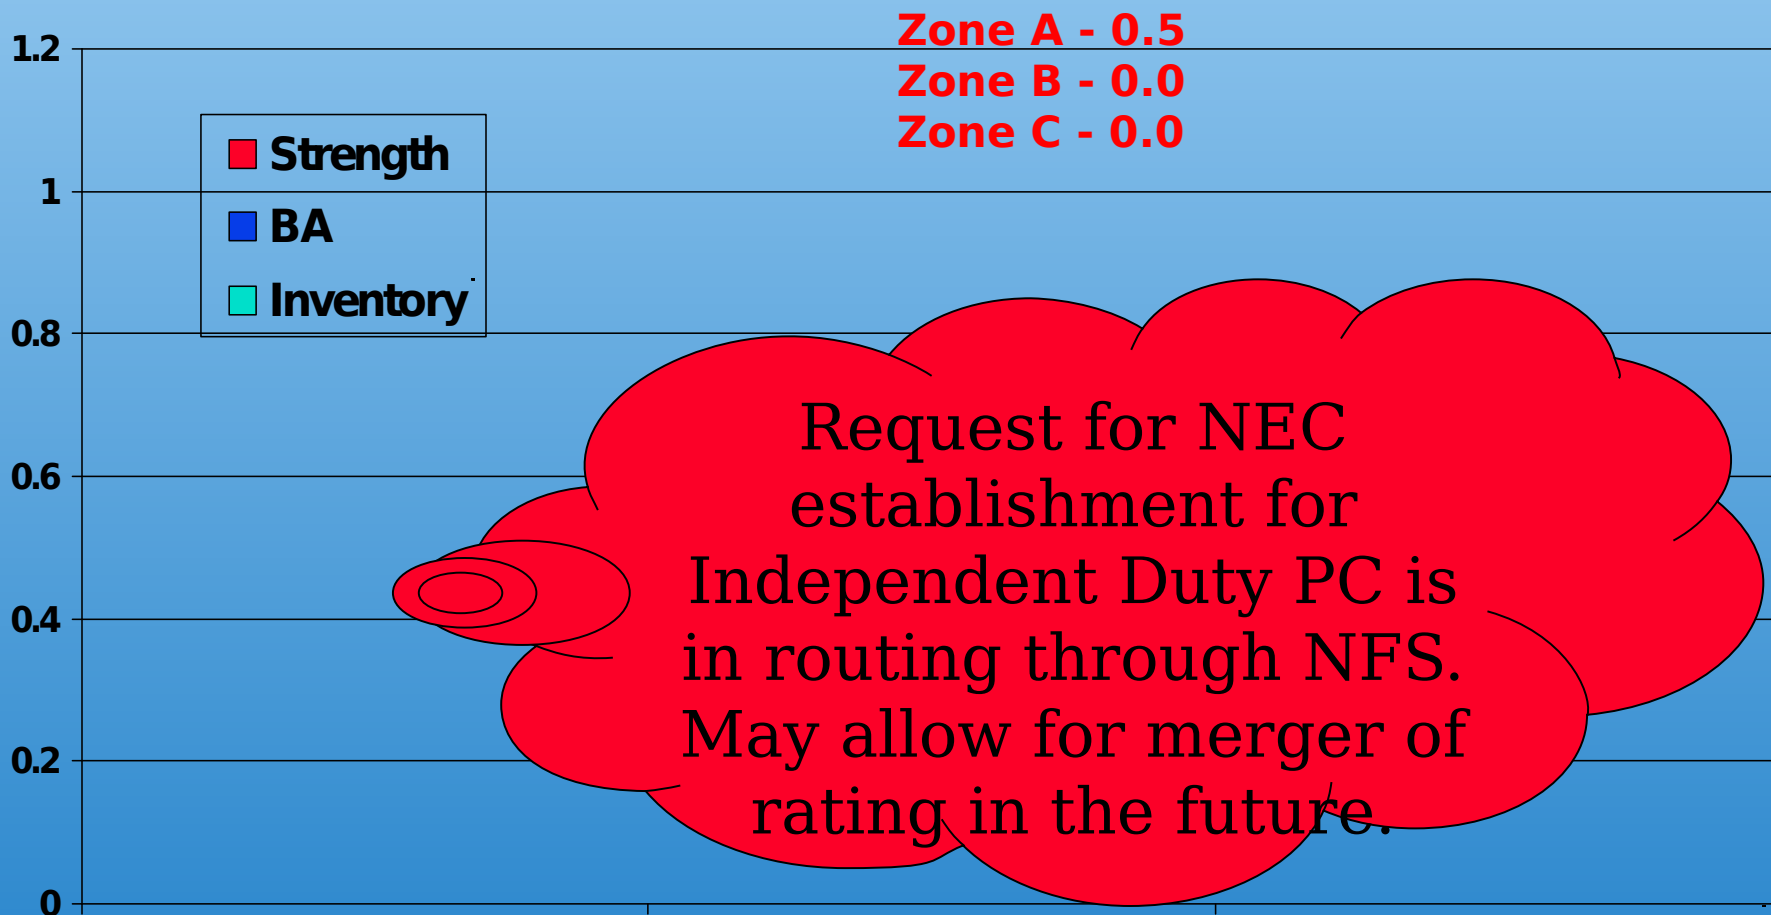 Zone A - 0.5
Zone B - 0.0
Zone C - 0.0
1.2
1
0.8
0.6
0.4
0.2
0
Strength
BA
Inventory
Request for NEC
establishment for
Independent Duty PC is
in routing through NFS.
May allow for merger of
rating in the future.